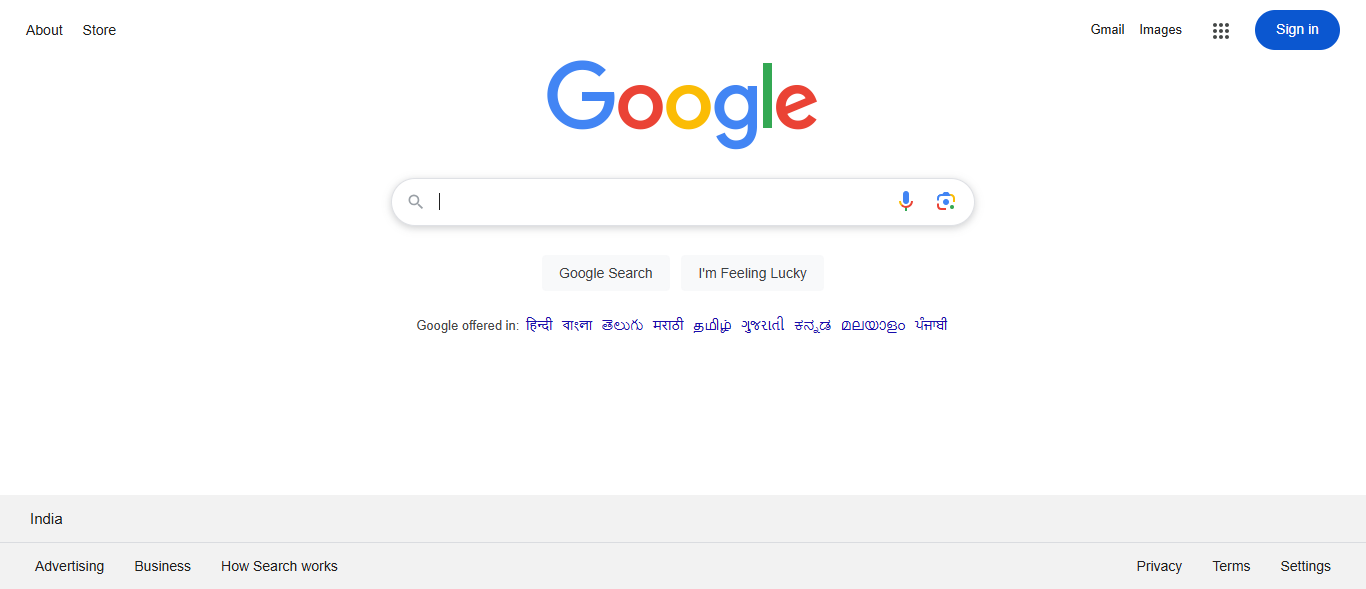 About Store Gmail Images Sign in
Google
Google Search I'm Feeling Lucky
Google offered in: हिन्दी বাংলা తెలుగు मराठी தமிழ் ગુજરાતી ಕನ್ನಡ മലയാളം ਪੰਜਾਬੀ
India
Advertising Business How Search works Privacy Terms Settings